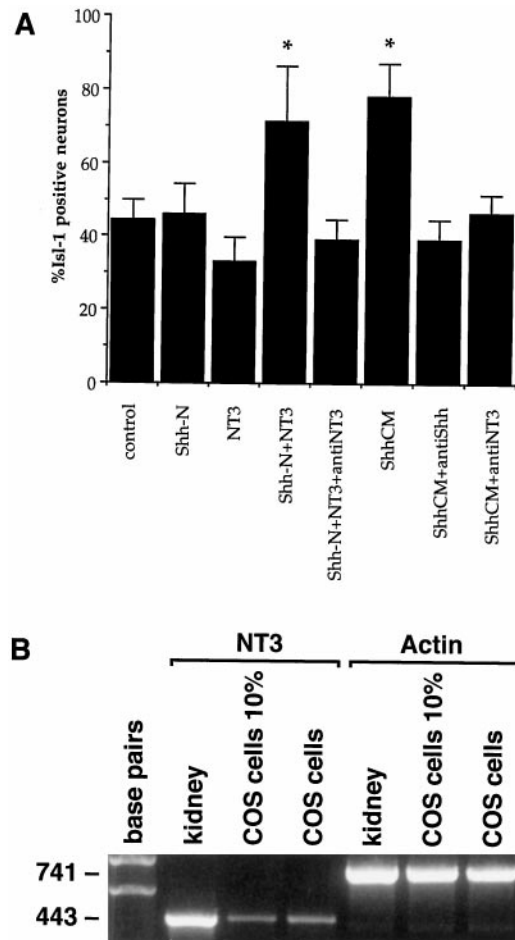 A
100
80
60
40
20
0
%Isl-1 positive neurons
* *
control
Shh-N
NT3
Shh-N+NT3
Shh-N+NT3+antiNT3
ShhCM
ShhCM+antiShh
ShhCM+antiNT3
B
NT3 Actin
base pairs
kidney
COS cells 10%
COS cells
kidney
COS cells 10%
COS cells
741 –
443 –